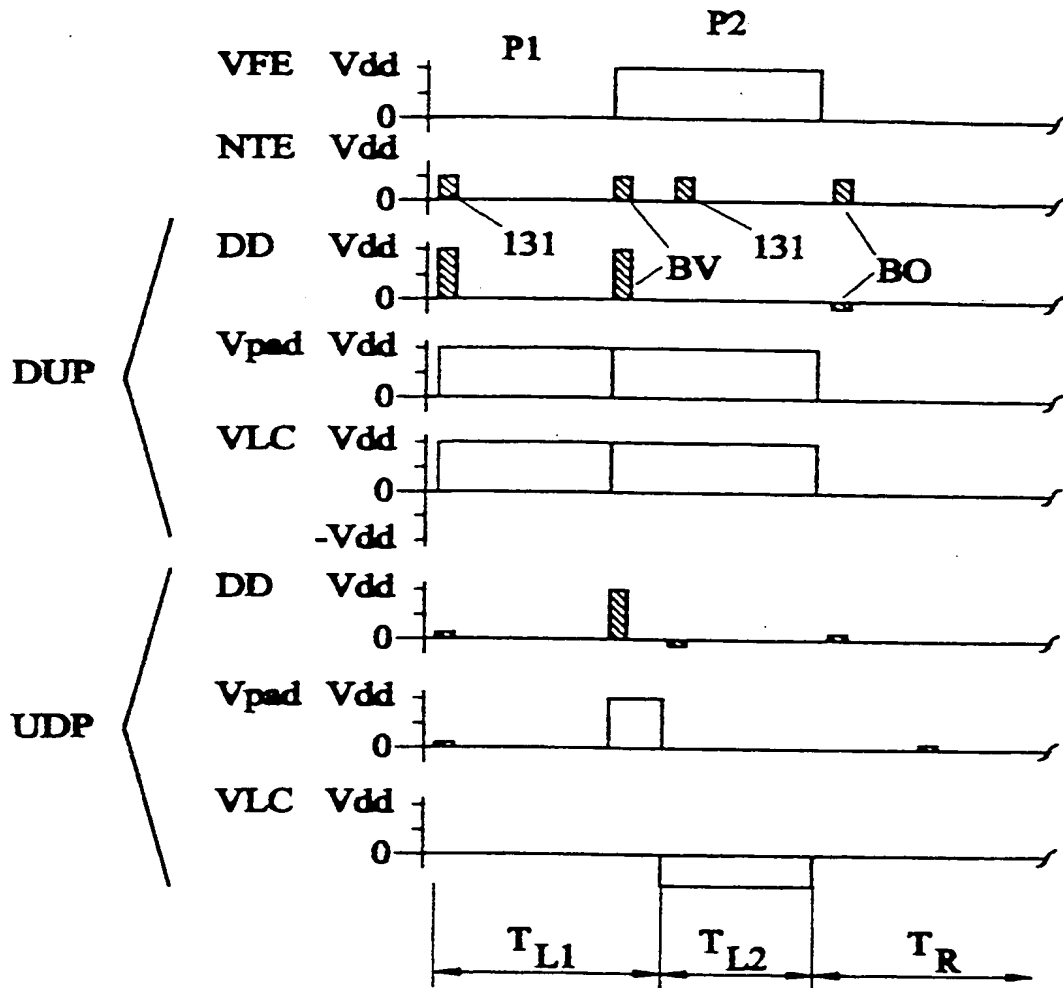 P1
P2
VFE Vdd
0
NTE Vdd
0
131
BV
131
BO
DUP
DD Vdd
0
Vpad Vdd
0
VLC Vdd
0
-Vdd
UDP
DD Vdd
0
Vpad Vdd
0
VLC Vdd
0
TL1
TL2
TR